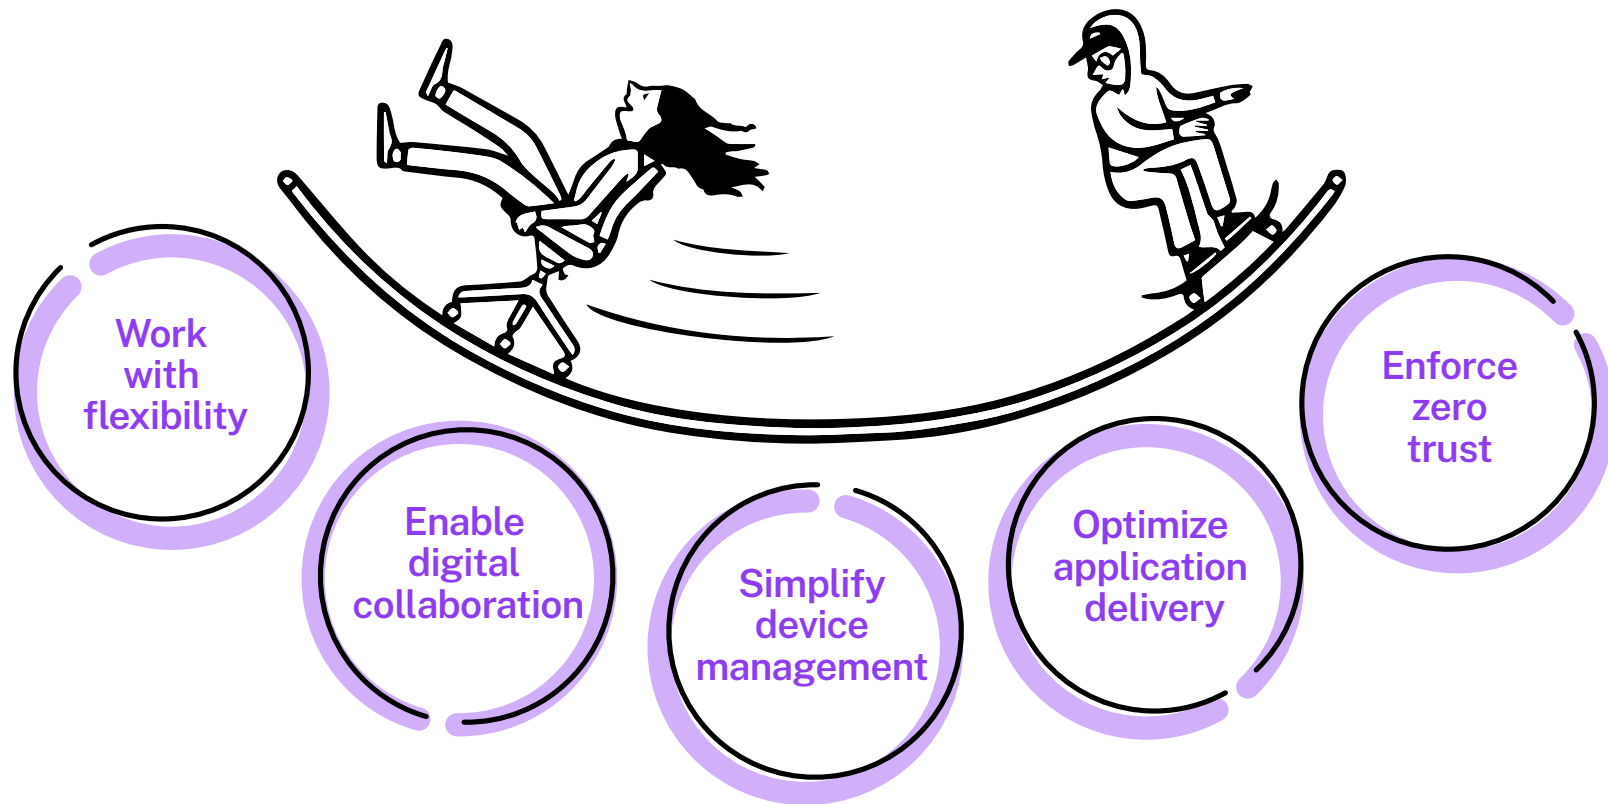 Work
with
flexibility
Enable
digital
collaboration
Simplify
device
management
Optimize
application
delivery
Enforce
zero
trust